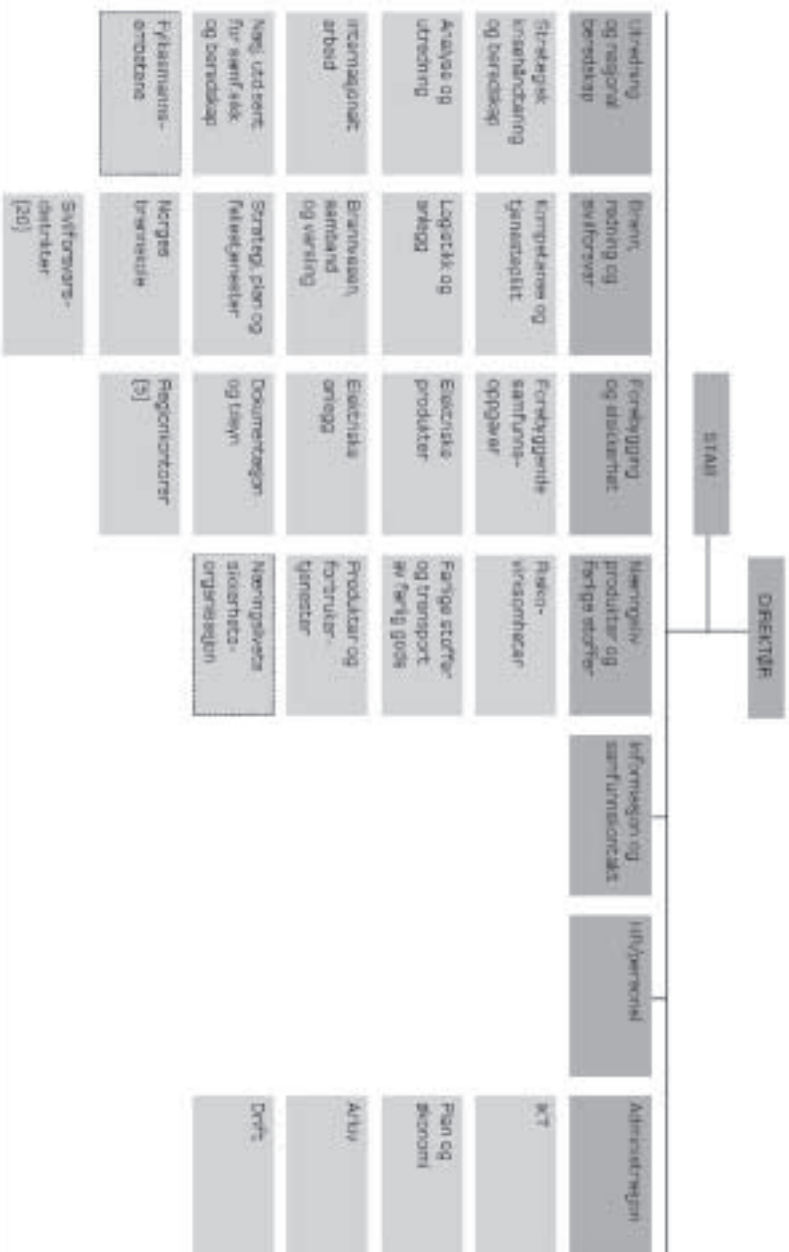 DIREKTØR
STAB
Utredning
og nasjonal
beredskap
Strategisk
krisehåndtering
og beredskap
Analyse og
utredning
Internasjonalt
arbeid
Nasj. utd.sent.
for samf.sikk.
og beredskap
Fylkesmanns-
embetene
Brann,
redning og
sivilforsvar
Kompetanse og
tjenesteplikt
Logistikk og
anlegg
Brannvesen,
samband
og varsling
Strategi, plan og
fellestjenester
Norges
brannskole
Sivilforsvars-
distrikter
(20)
Forebygging
og elsikkerhet
Forebyggende
samfunns-
oppgaver
Elektriske
produkter
Elektriske
anlegg
Dokumentasjon
og tilsyn
Regionkontorer
(5)
Næringsliv
produkter og
farlige stoffer
Risiko-
virksomheter
Farlige stoffer
og transport
av farlig gods
Produkter og
forbruker-
tjenester
Næringslivets
sikkerhets-
organisasjon
Informasjon og
samfunnskontakt
HR/personel
Administrasjon
IKT
Plan og
økonomi
Arkiv
Drift